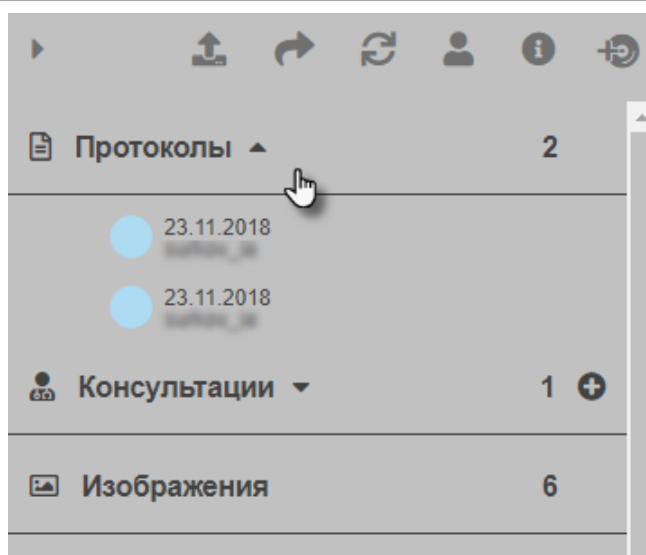 Протоколы 2
23.11.2018
23.11.2018
Консультации 1
Изображения 6